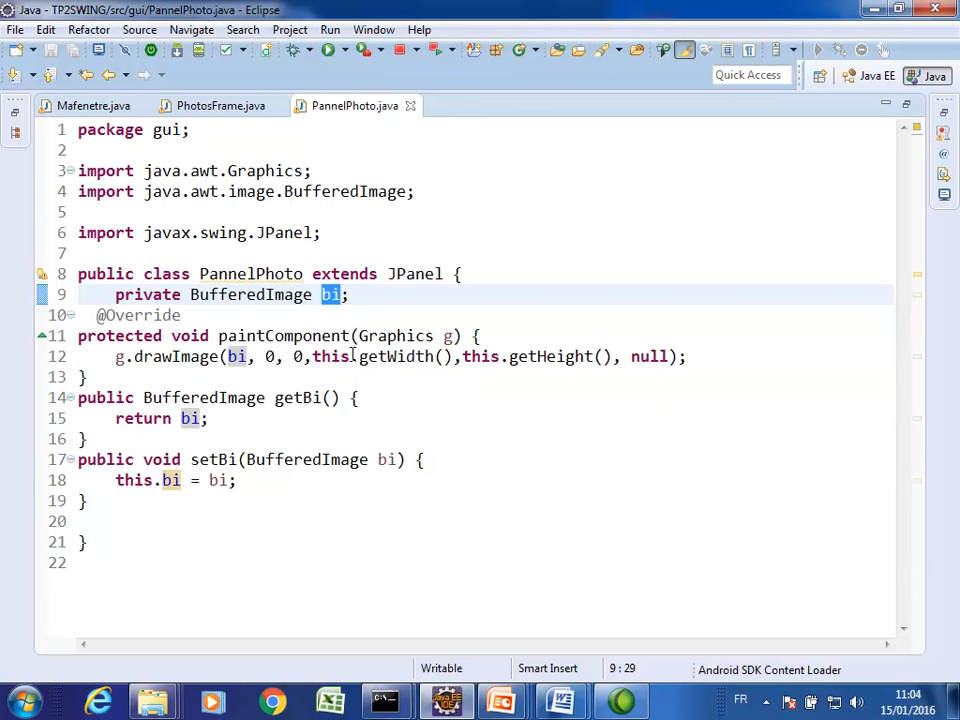 Java - TP2SWING/src/gui/PannelPhoto.java - Eclipse
File Edit Refactor Source Navigate Search Project Run Window Help
Quick Access Java EE Java
Mafenetre.java PhotosFrame.java PannelPhoto.java
1 package gui;
2
3 import java.awt.Graphics;
4 import java.awt.image.BufferedImage;
5
6 import javax.swing.JPanel;
7
8 public class PannelPhoto extends JPanel {
9 private BufferedImage bi;
10 @Override
11 protected void paintComponent(Graphics g) {
12 g.drawImage(bi, 0, 0,this.getWidth(),this.getHeight(), null);
13 }
14 public BufferedImage getBi() {
15 return bi;
16 }
17 public void setBi(BufferedImage bi) {
18 this.bi = bi;
19 }
20
21 }
22
Writable Smart Insert 9 : 29 Android SDK Content Loader
FR 11:04
15/01/2016